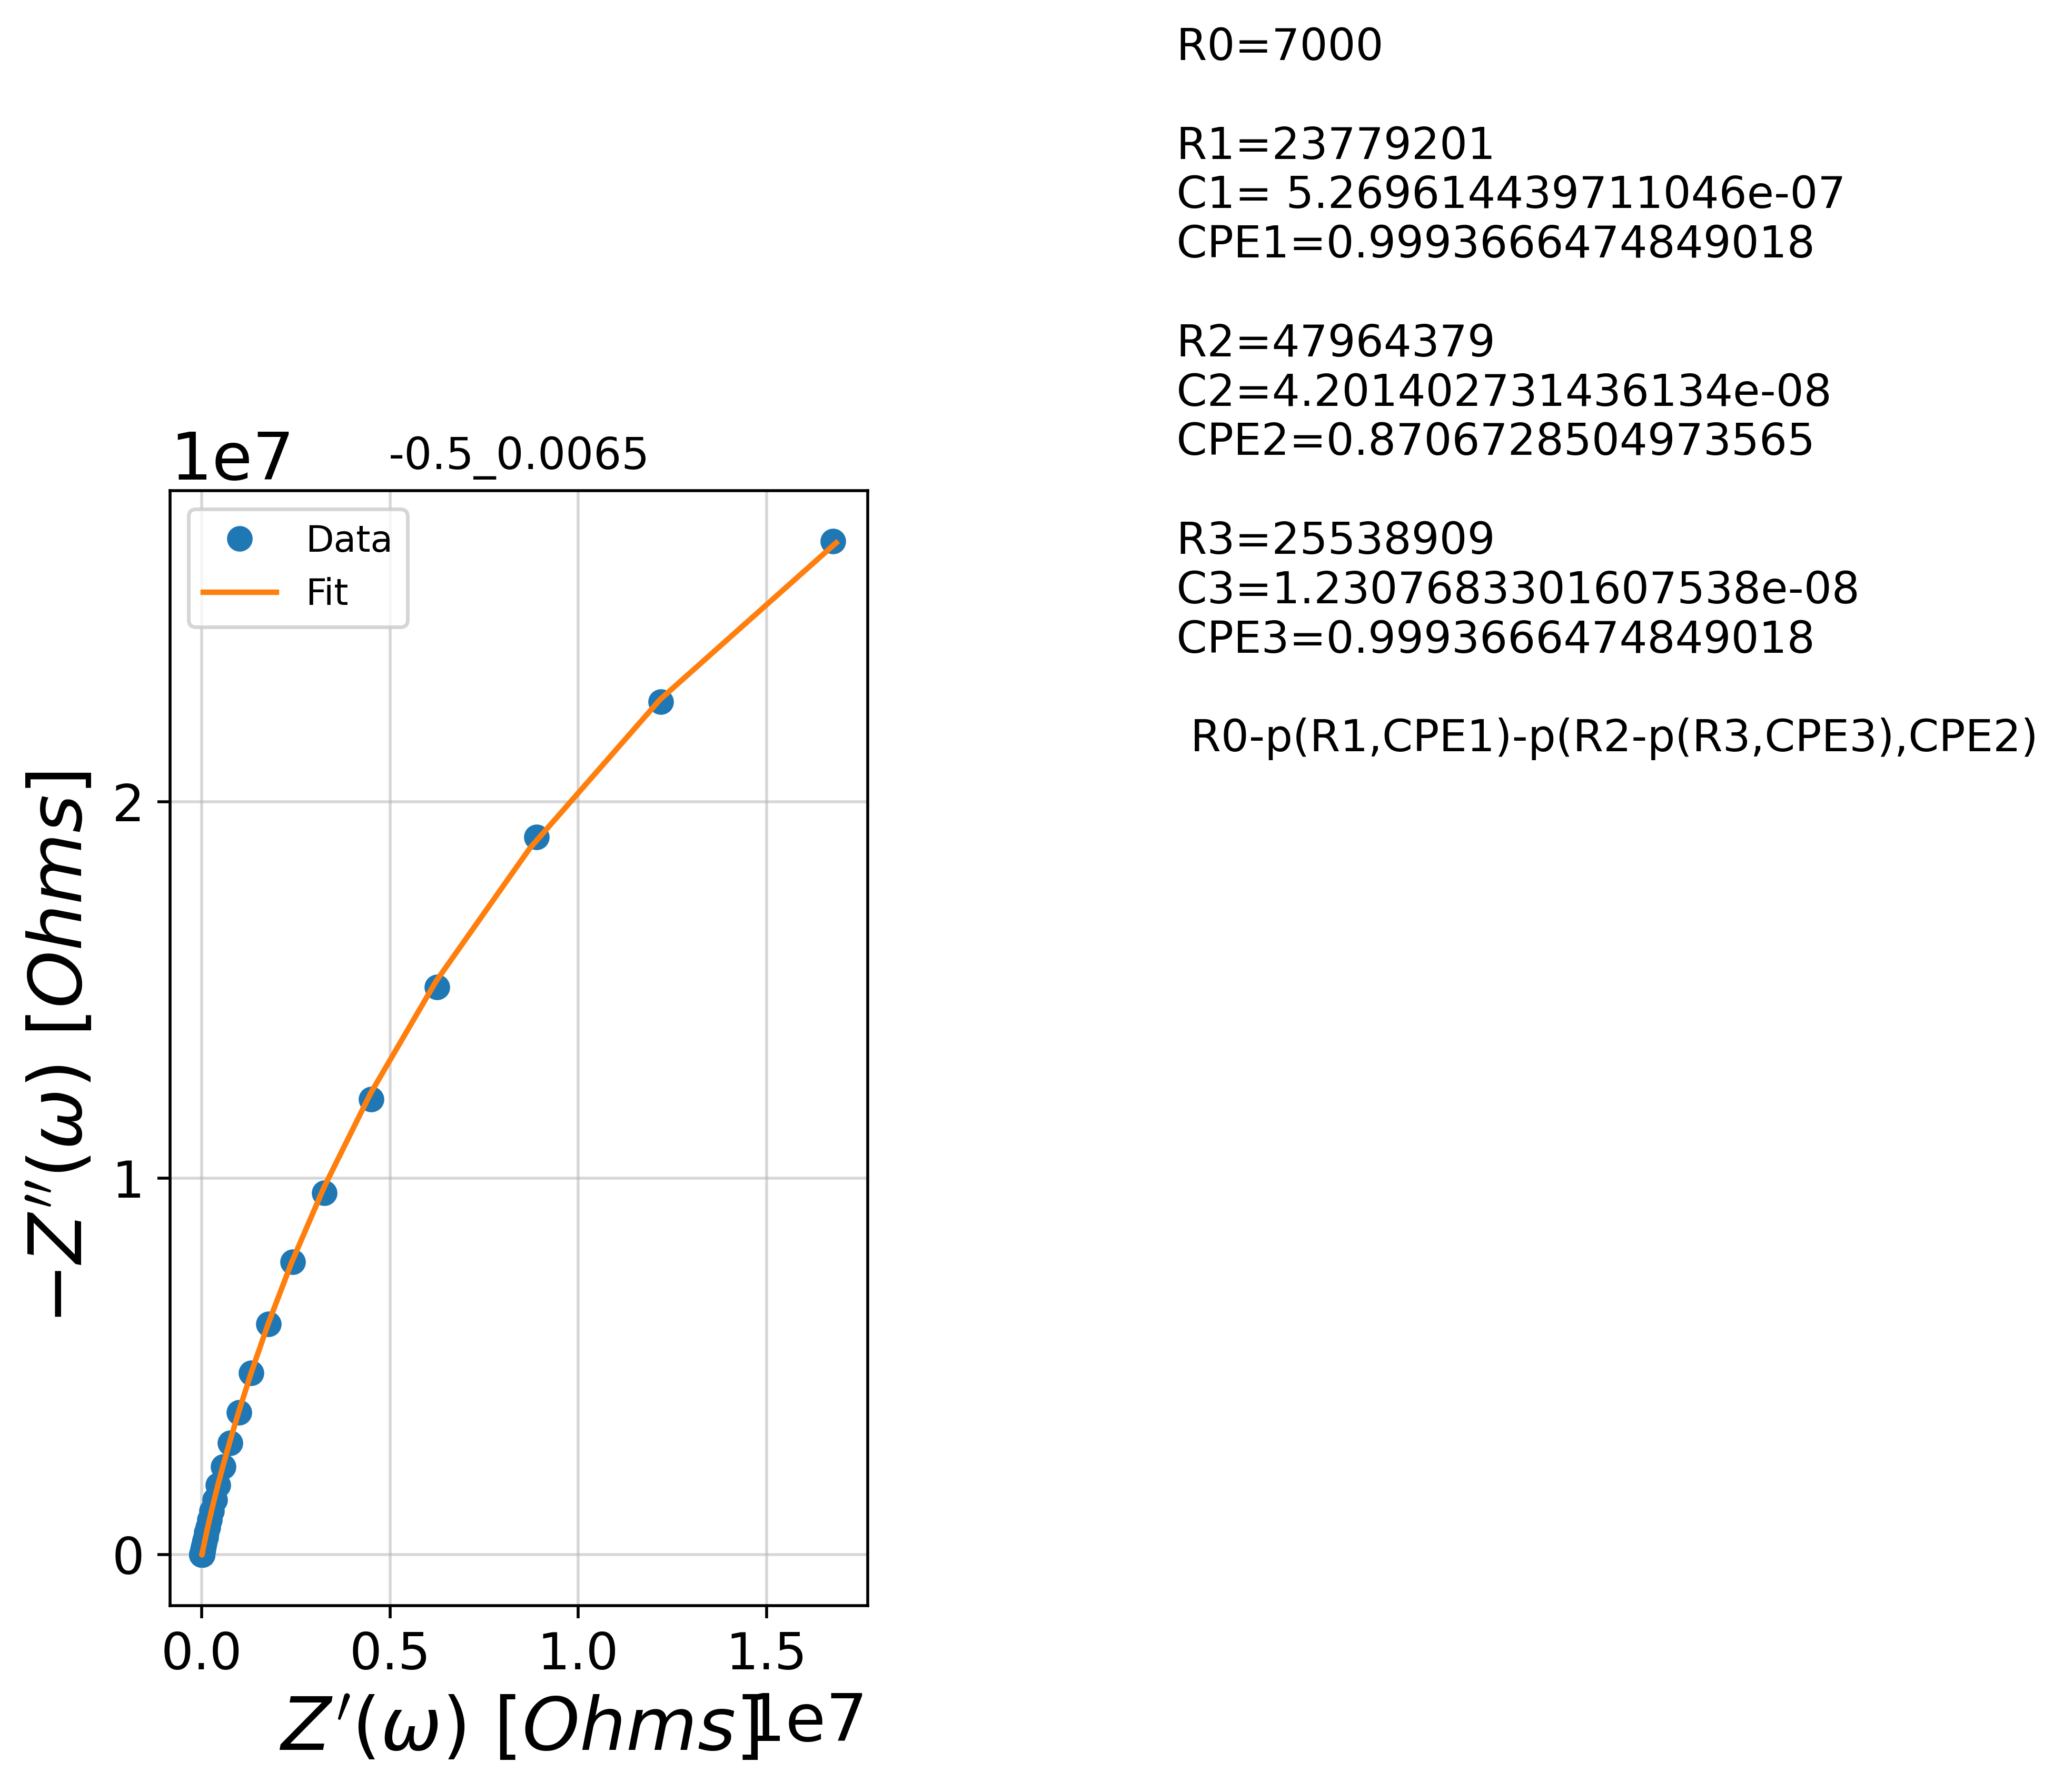 R0=7000
R1=23779201
C1= 5.269614439711046e-07
CPE1=0.9993666474849018
R2=47964379
C2=4.201402731436134e-08
CPE2=0.8706728504973565
R3=25538909
C3=1.2307683301607538e-08
CPE3=0.9993666474849018
R0-p(R1,CPE1)-p(R2-p(R3,CPE3),CPE2)
1e7
-0.5_0.0065
Data
Fit
−Z′′(ω) [Ohms]
2
1
0
0.0 0.5 1.0 1.5
Z′(ω) [Ohms]
1e7